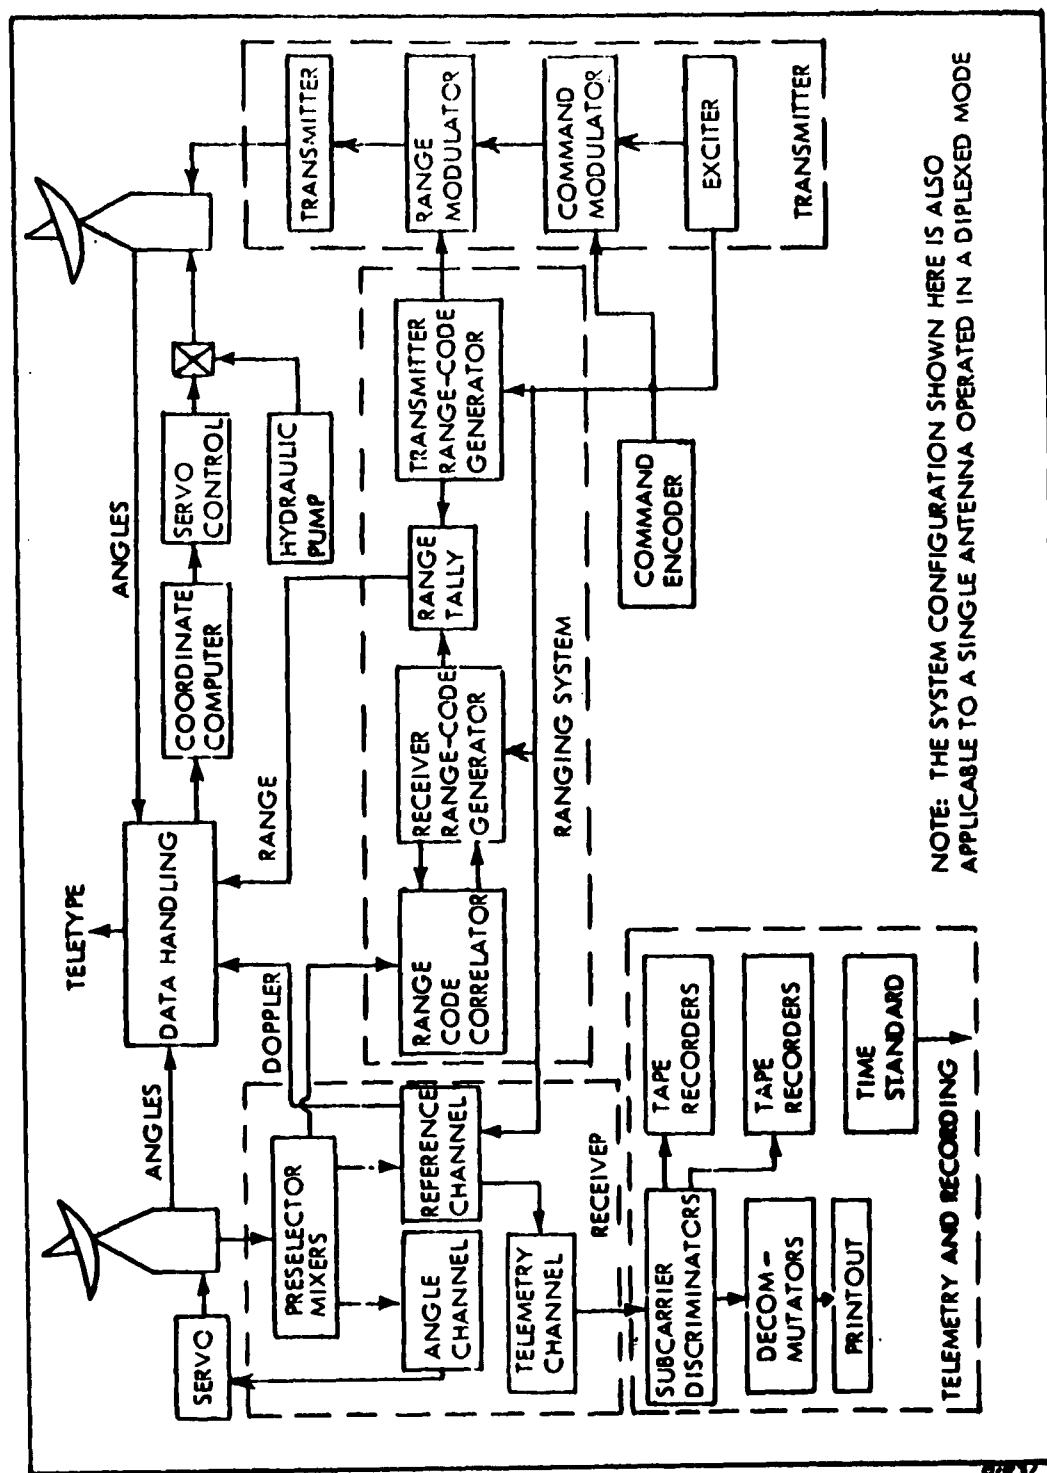 TELETYPE
ANGLES
ANGLES
DATA HANDLING
SERVO
COORDINATE
COMPUTER
SERVO
CONTROL
HYDRAULIC
PUMP
DOPPLER
RANGE
PRESELECTOR
MIXERS
ANGLE
CHANNEL
REFERENCE
CHANNEL
TELEMETRY
CHANNEL
RECEIVER
RANGE
CODE
CORRELATOR
RECEIVER
RANGE-CODE
GENERATOR
RANGE
TALLY
TRANSMITTER
RANGE-CODE
GENERATOR
RANGING SYSTEM
TRANSMITTER
RANGE
MODULATOR
COMMAND
MODULATOR
EXCITER
TRANSMITTER
COMMAND
ENCODER
SUBCARRIER
DISCRIMINATORS
TAPE
RECORDERS
TAPE
RECORDERS
DECOM-
MUTATORS
PRINTOUT
TIME
STANDARD
TELEMETRY AND RECORDING
NOTE: THE SYSTEM CONFIGURATION SHOWN HERE IS ALSO
APPLICABLE TO A SINGLE ANTENNA OPERATED IN A DIPLEXED MODE